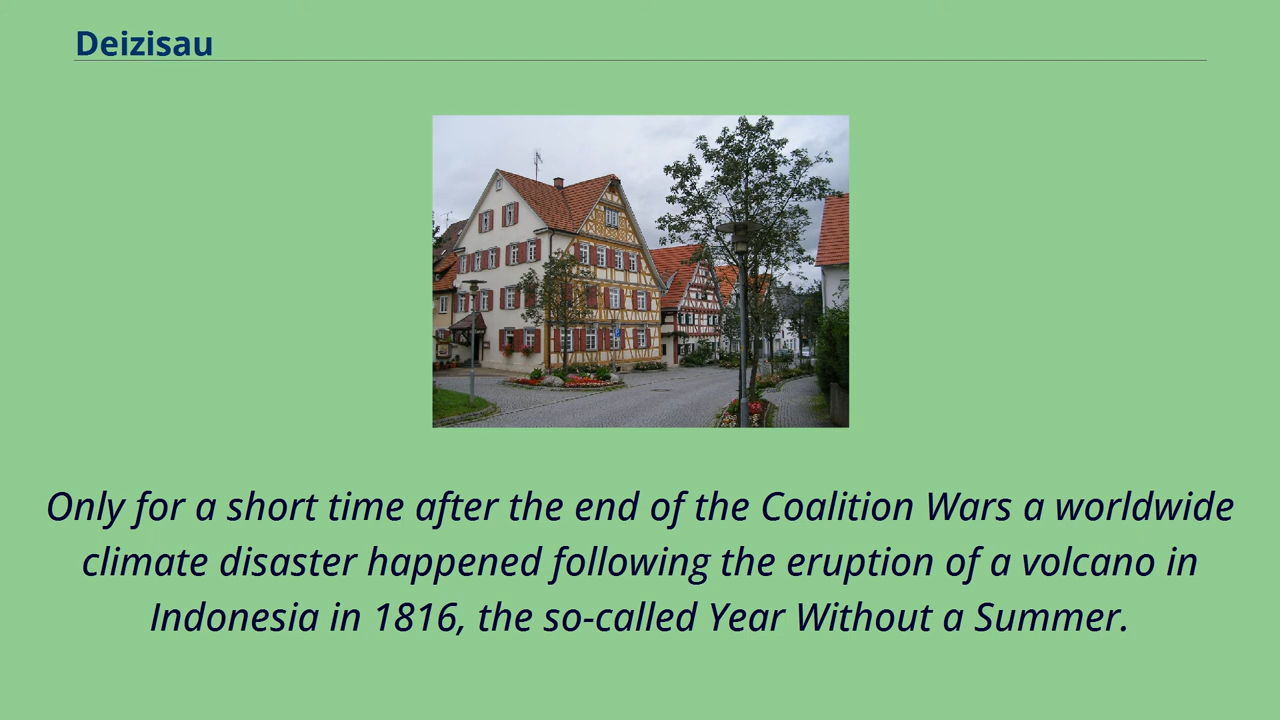 Deizisau
Only for a short time after the end of the Coalition Wars a worldwide
climate disaster happened following the eruption of a volcano in
Indonesia in 1816, the so-called Year Without a Summer.